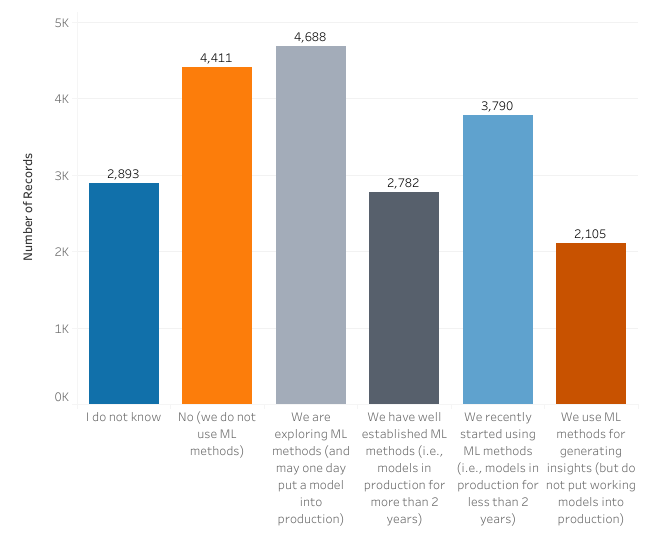 5K
4K
3K
2K
1K
0K
Number of Records
2,893
4,411
4,688
2,782
3,790
2,105
I do not know
No (we do not
use ML
methods)
We are
exploring ML
methods (and
may one day
put a model
into
production)
We have well
established ML
methods (i.e.,
models in
production for
more than 2
years)
We recently
started using
ML methods
(i.e., models in
production for
less than 2
years)
We use ML
methods for
generating
insights (but do
not put working
models into
production)